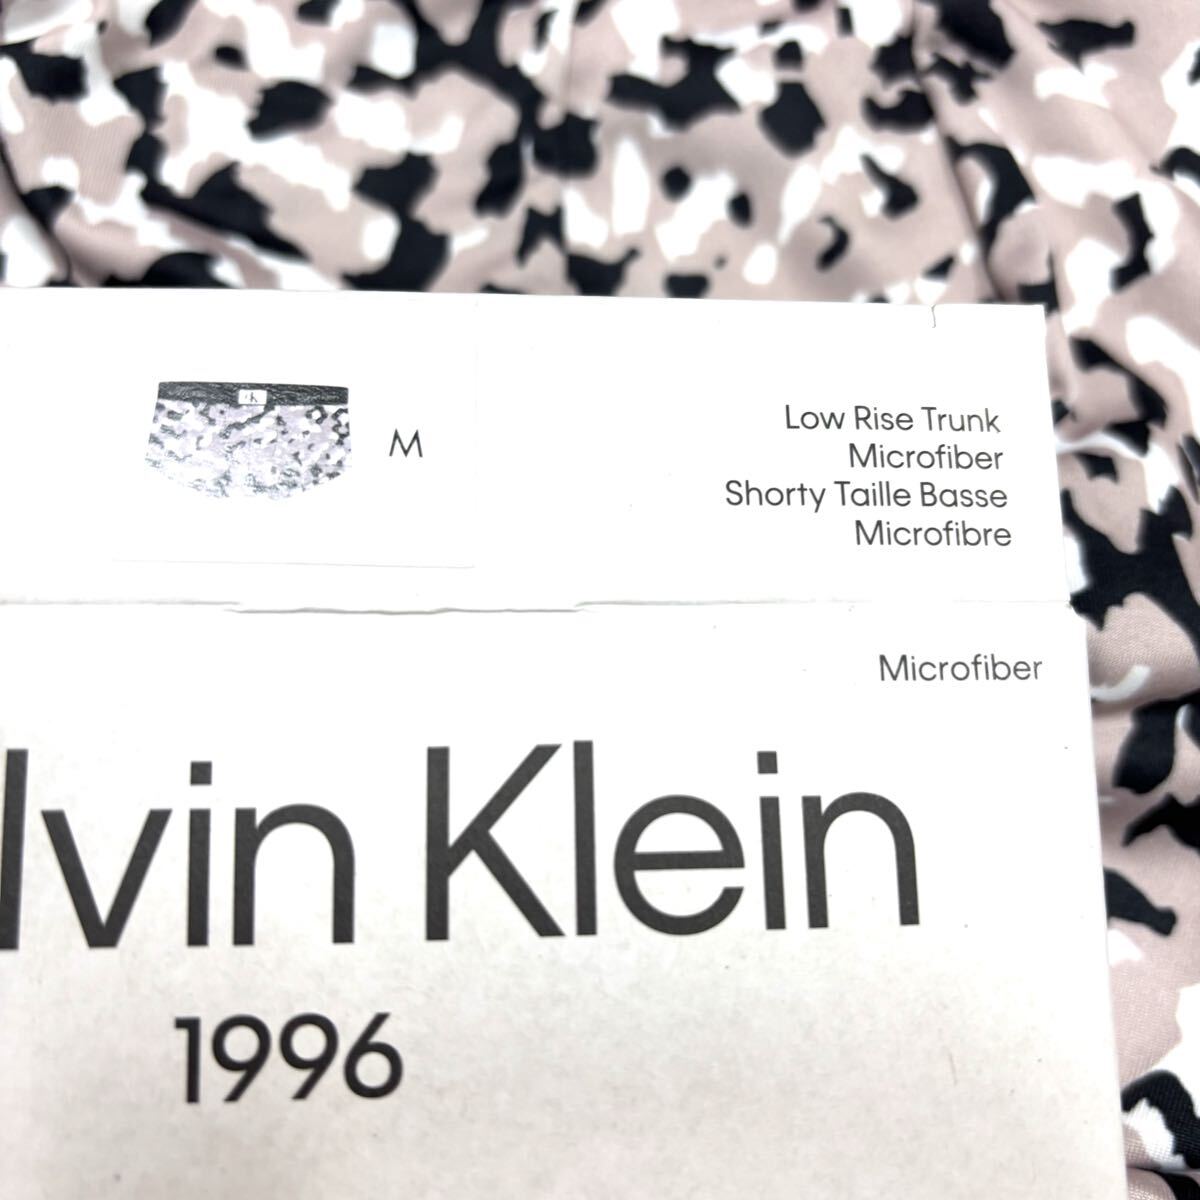 M
Low Rise Trunk
Microfiber
Shorty Taille Basse
Microfibre
Microfiber
lvin Klein
1996